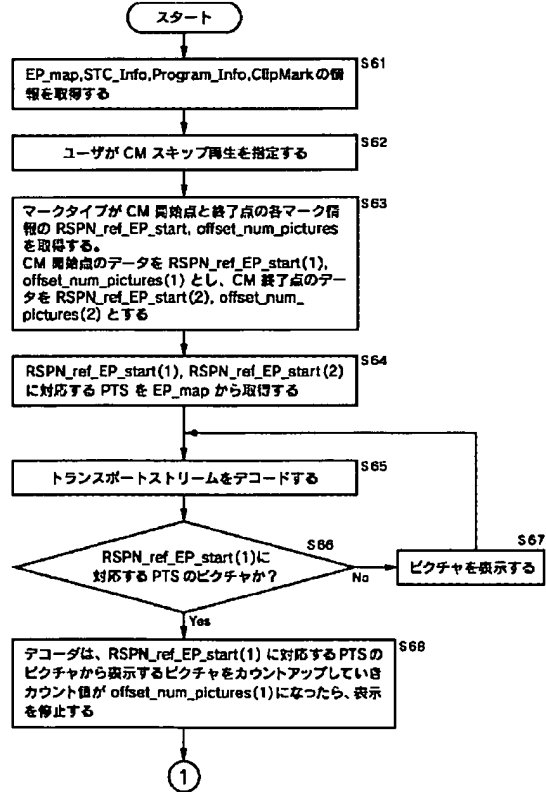 スタート
S61
EP_map,STC_Info,Program_Info,ClipMarkの情
報を取得する
S62
ユーザが CM スキップ再生を指定する
S63
マークタイプが CM 開始点と終了点の各マーク情
報の RSPN_ref_EP_start, offset_num_pictures
を取得する。
CM 開始点のデータを RSPN_ref_EP_start(1),
offset_num_pictures(1) とし、CM 終了点のデー
タを RSPN_ref_EP_start(2), offset_num_
pictures(2) とする
S64
RSPN_ref_EP_start(1), RSPN_ref_EP_start(2)
に対応する PTS を EP_map から取得する
S65
トランスポートストリームをデコードする
S66
RSPN_ref_EP_start(1)に
対応する PTS のピクチャか？
No
S67
ピクチャを表示する
Yes
S68
デコーダは、RSPN_ref_EP_start(1) に対応する PTS の
ピクチャから表示するピクチャをカウントアップしていき
カウント値が offset_num_pictures(1) になったら、表示
を停止する
1